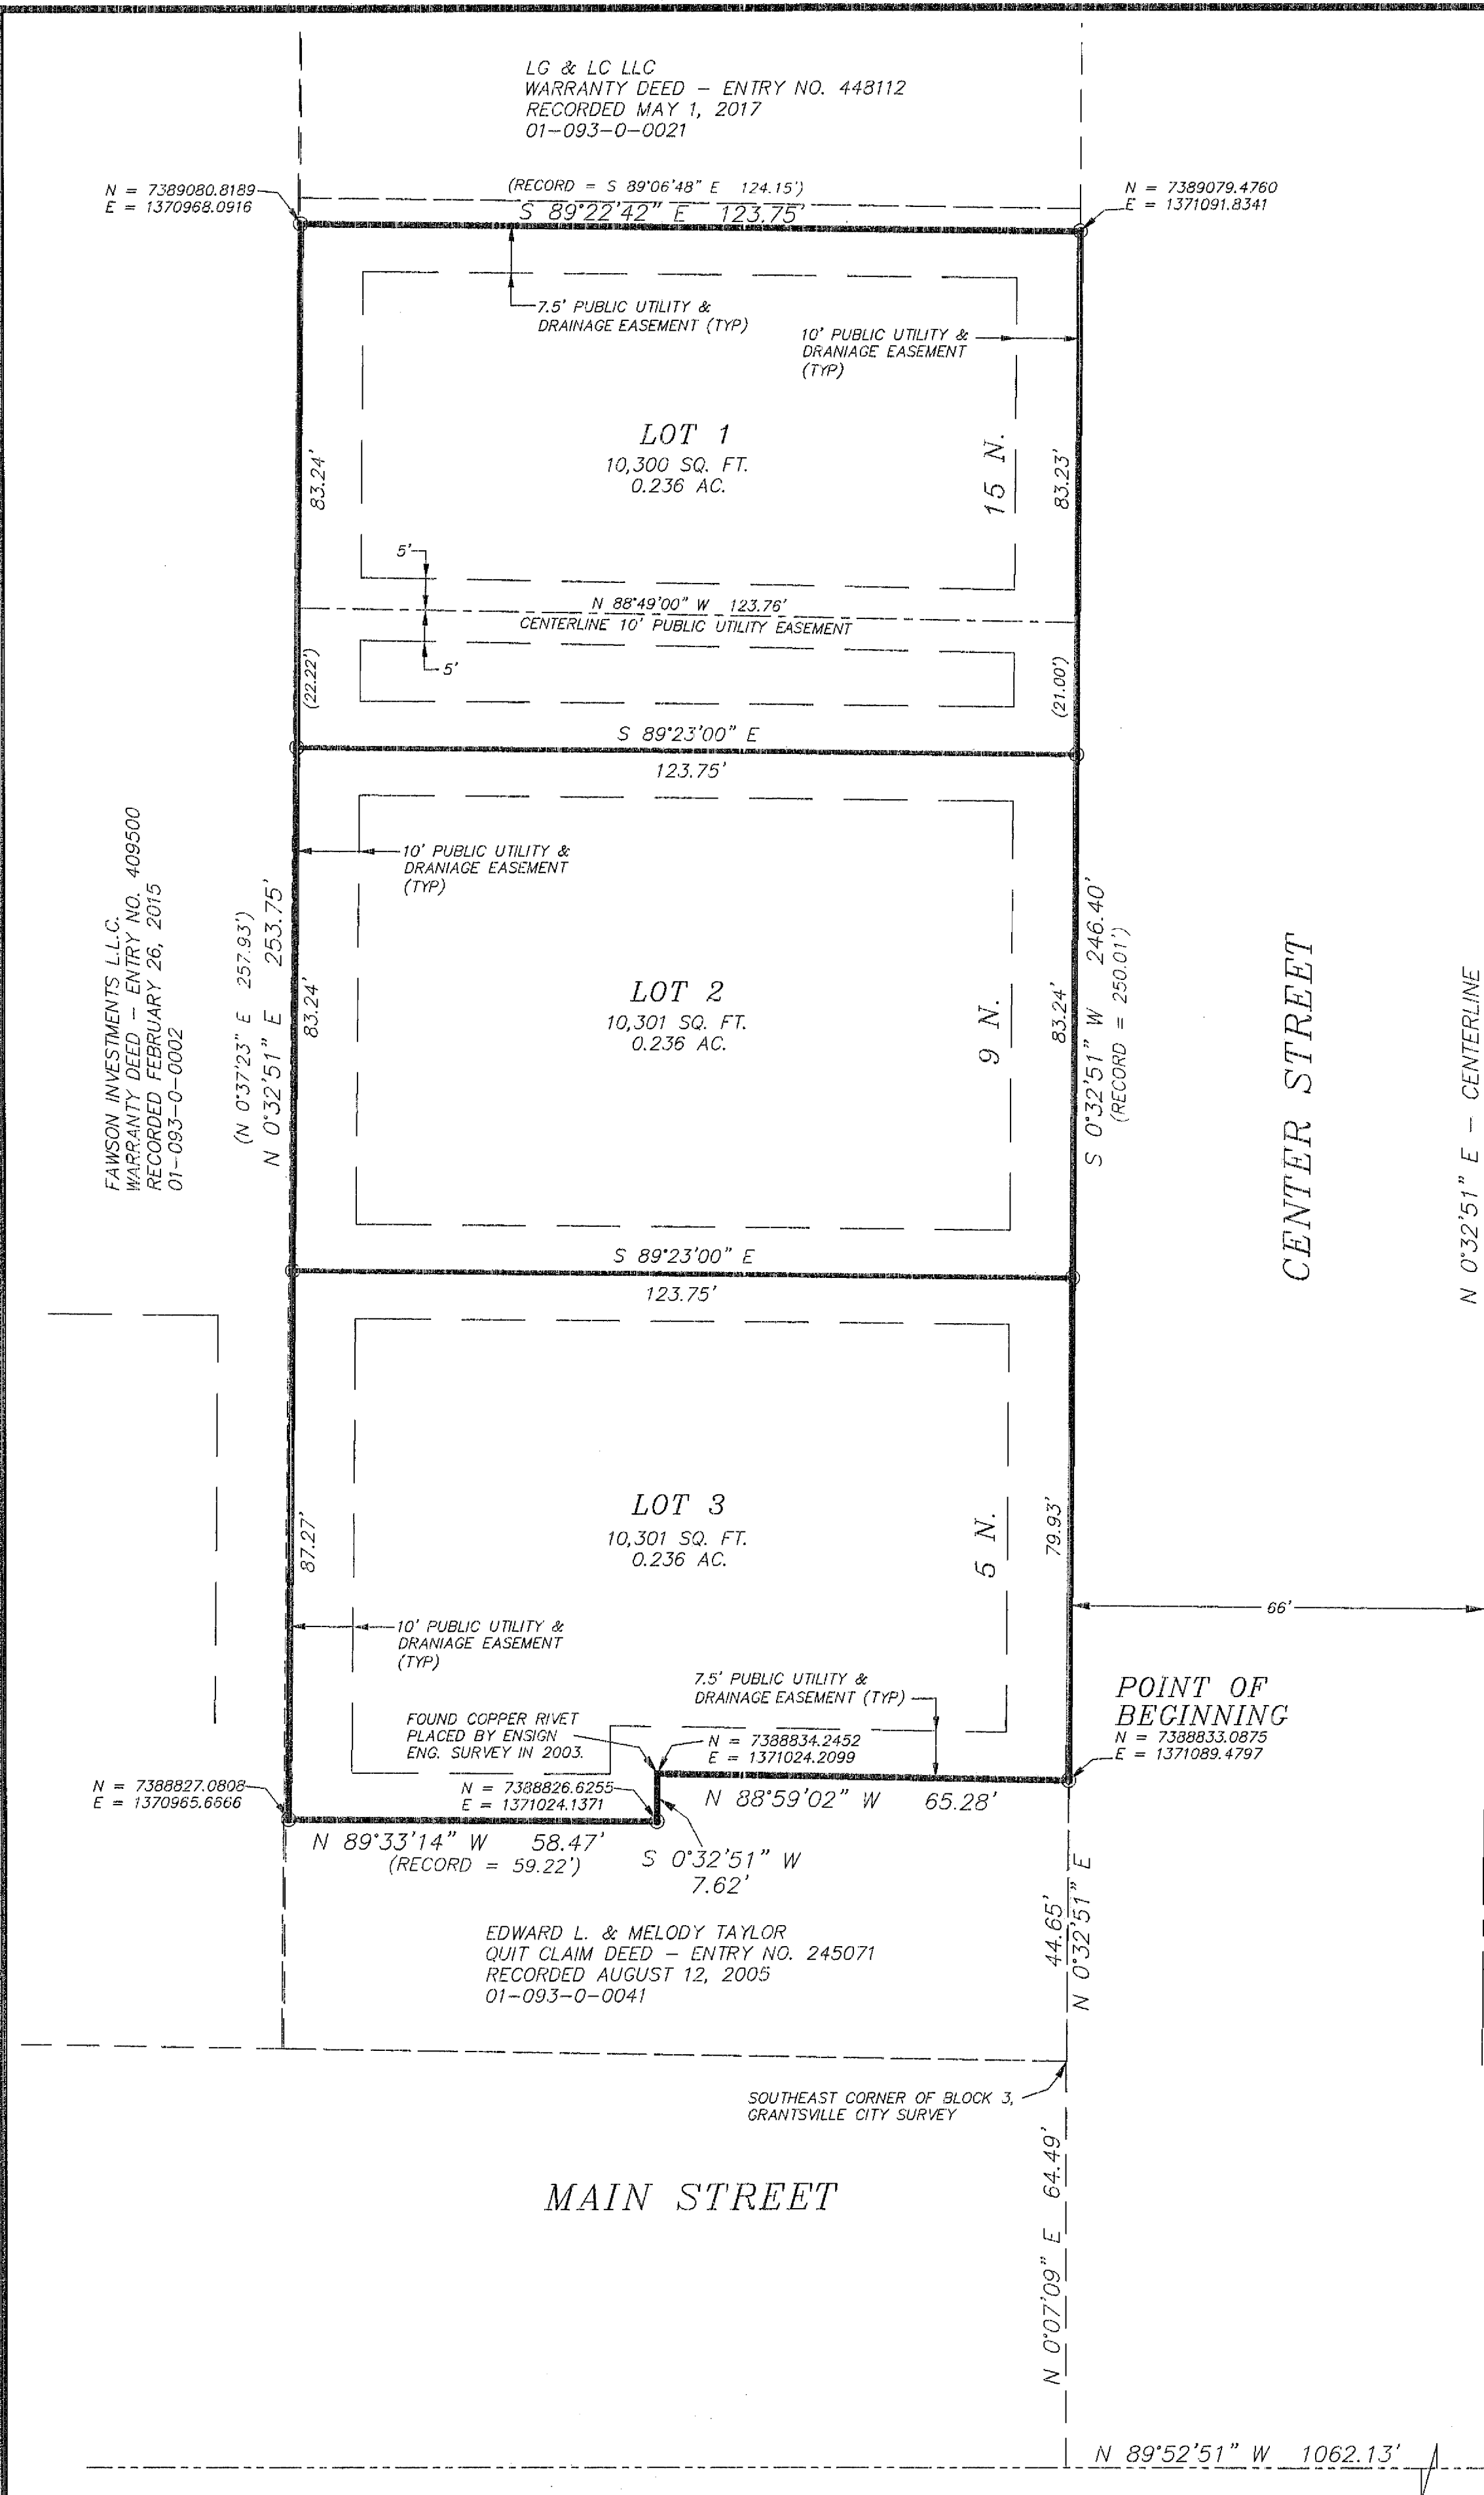 LG & LC LLC
WARRANTY DEED - ENTRY NO. 448112
RECORDED MAY 1, 2017
01-093-0-0021
N = 7389080.8189
E = 1370968.0916
(RECORD = S 89°06'48" E 124.15')
S 89°22'42" E 123.75'
N = 7389079.4760
E = 1371091.8341
7.5' PUBLIC UTILITY &
DRAINAGE EASEMENT (TYP)
10' PUBLIC UTILITY &
DRANIAGE EASEMENT
(TYP)
LOT 1
10,300 SQ. FT.
0.236 AC.
15 N.
83.24'
83.23'
5'
N 88°49'00" W 123.76'
CENTERLINE 10' PUBLIC UTILITY EASEMENT
5'
(22.22')
(21.00')
S 89°23'00" E
123.75'
10' PUBLIC UTILITY &
DRANIAGE EASEMENT
(TYP)
FAWSON INVESTMENTS L.L.C.
WARRANTY DEED - ENTRY NO. 409500
RECORDED FEBRUARY 26, 2015
01-093-0-0002
(N 0°37'23" E 257.93')
N 0°32'51" E 253.75'
83.24'
LOT 2
10,301 SQ. FT.
0.236 AC.
9 N.
83.24'
S 0°32'51" W 246.40'
(RECORD = 250.01')
CENTER STREET
N 0°32'51" E - CENTERLINE
S 89°23'00" E
123.75'
LOT 3
10,301 SQ. FT.
0.236 AC.
5 N.
87.27'
79.93'
66'
10' PUBLIC UTILITY &
DRANIAGE EASEMENT
(TYP)
7.5' PUBLIC UTILITY &
DRAINAGE EASEMENT (TYP)
POINT OF
BEGINNING
N = 7388833.0875
E = 1371089.4797
FOUND COPPER RIVET
PLACED BY ENSIGN
ENG. SURVEY IN 2003.
N = 7388834.2452
E = 1371024.2099
N = 7388827.0808
E = 1370965.6666
N = 7388826.6255
E = 1371024.1371
N 88°59'02" W 65.28'
N 89°33'14" W 58.47'
(RECORD = 59.22')
S 0°32'51" W
7.62'
EDWARD L. & MELODY TAYLOR
QUIT CLAIM DEED - ENTRY NO. 245071
RECORDED AUGUST 12, 2005
01-093-0-0041
44.65'
N 0°32'51" E
SOUTHEAST CORNER OF BLOCK 3,
GRANTSVILLE CITY SURVEY
MAIN STREET
N 0°07'09" E 64.49'
N 89°52'51" W 1062.13'